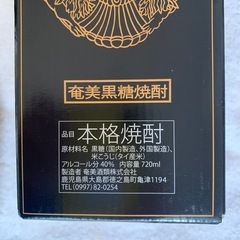 奄美黒糖焼酎
品目 本格焼酎
原材料名 黒糖(国内製造、外国製造)、
米こうじ(タイ産米)
アルコール分 40% 内容量 720ml
製造者 奄美酒類株式会社
鹿児島県大島郡徳之島町亀津1194
TEL (0997) 82-0254